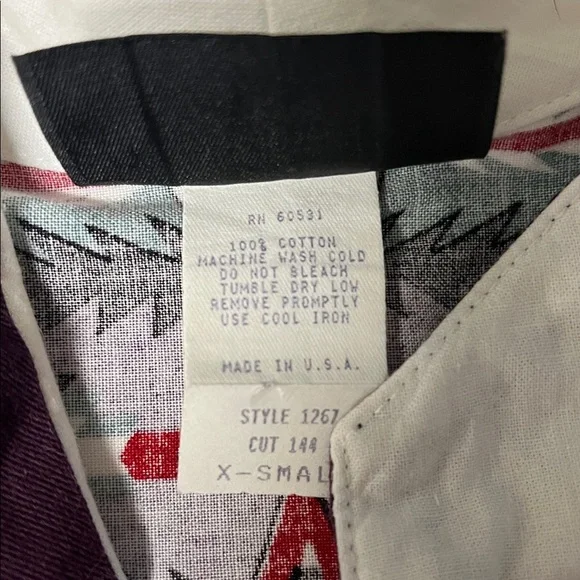 RN 60531
100% COTTON
MACHINE WASH COLD
DO NOT BLEACH
TUMBLE DRY LOW
REMOVE PROMPTLY
USE COOL IRON
MADE IN U.S.A.
STYLE 1267
CUT 144
X-SMAL